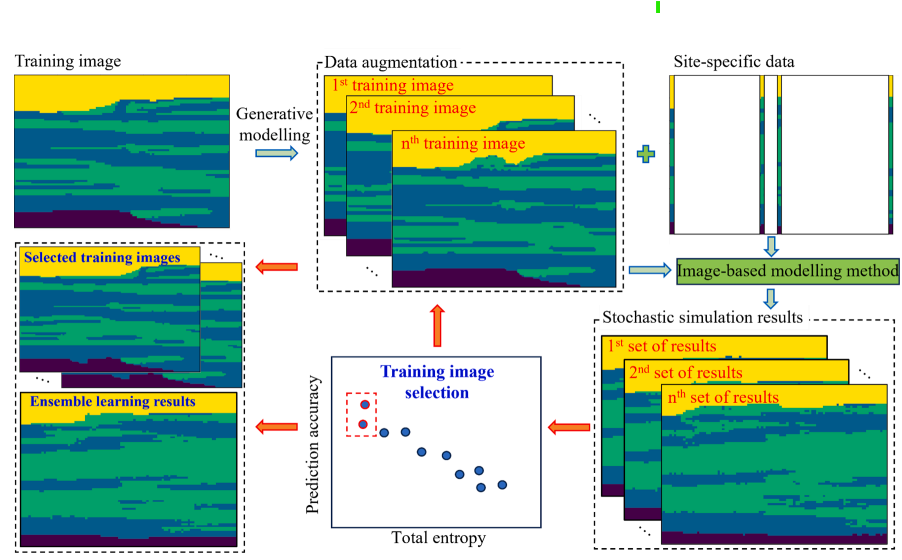 Training image
Generative
modelling
Data augmentation
1st training image
2nd training image
nth training image
Site-specific data
Image-based modelling method
Stochastic simulation results
1st set of results
2nd set of results
nth set of results
Training image
selection
Prediction accuracy
Total entropy
Selected training images
Ensemble learning results